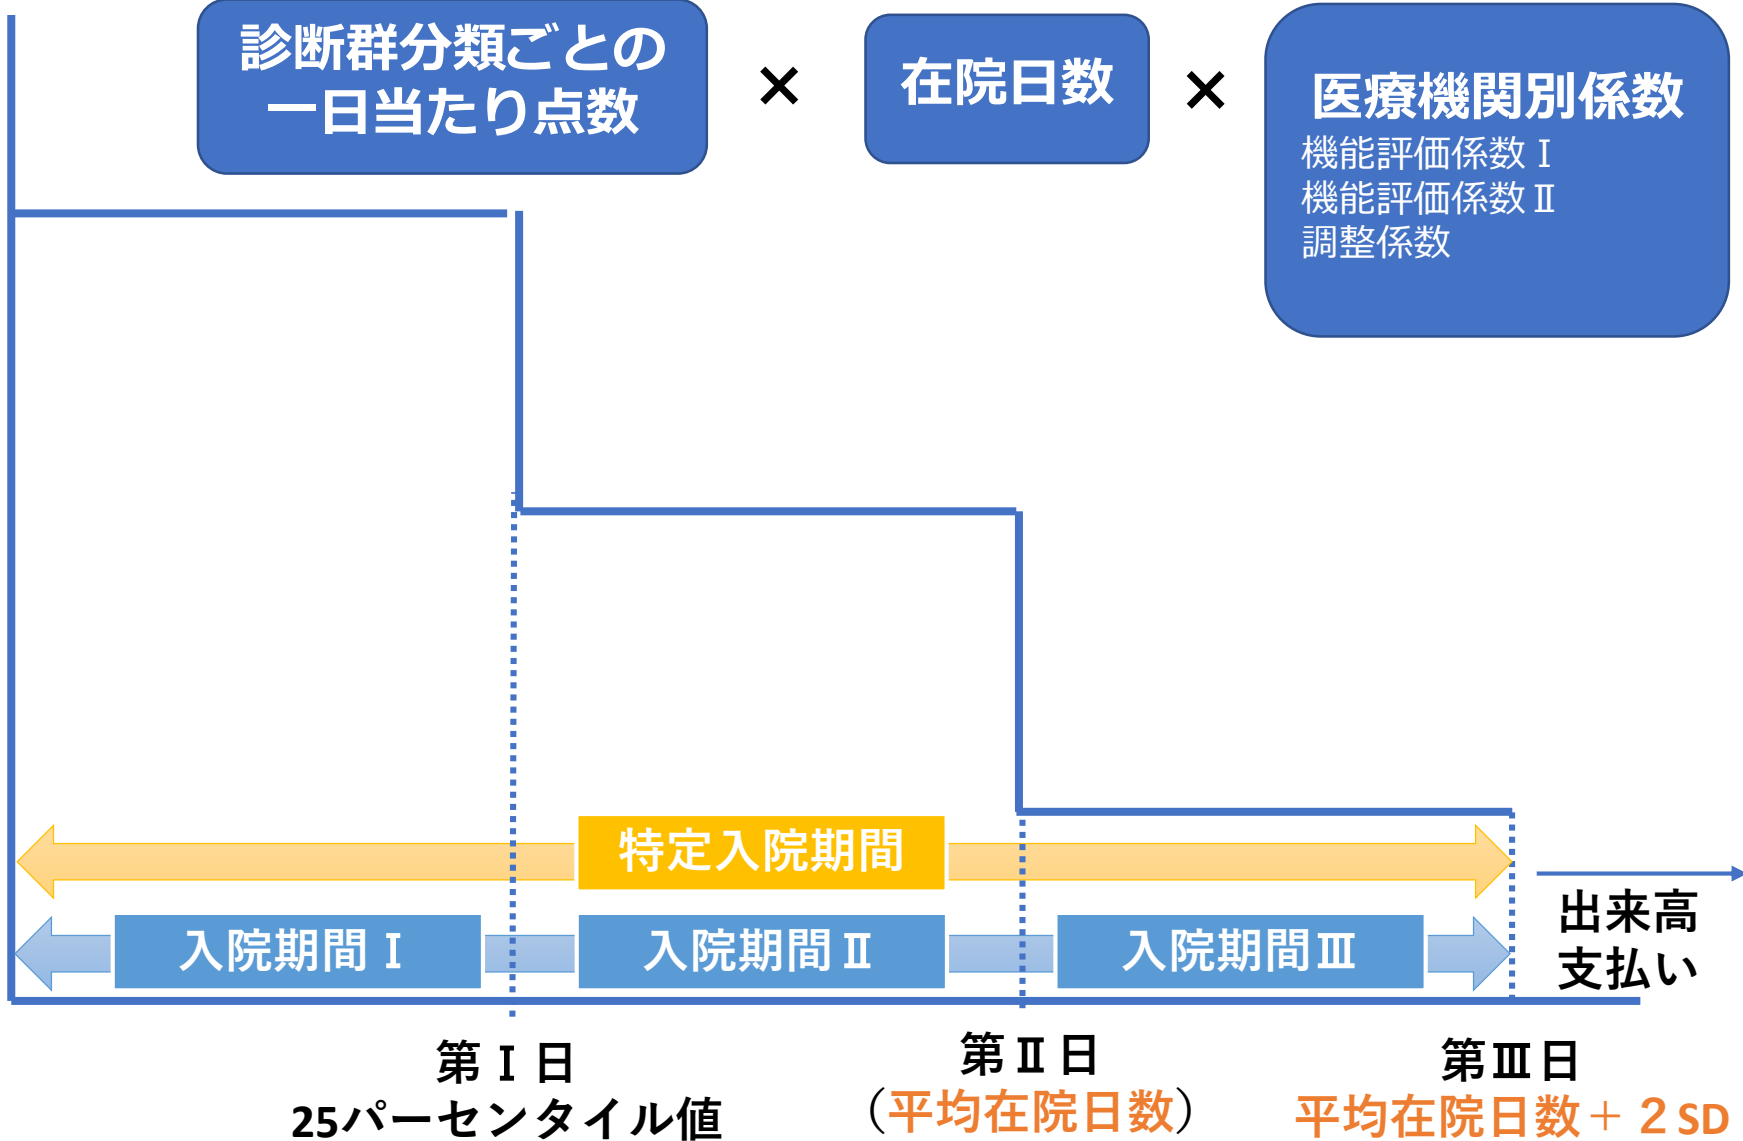 診断群分類ごとの
一日当たり点数
×
在院日数
×
医療機関別係数
機能評価係数Ⅰ
機能評価係数Ⅱ
調整係数
特定入院期間
入院期間Ⅰ
入院期間Ⅱ
入院期間Ⅲ
出来高
支払い
第Ⅰ日
25パーセンタイル値
第Ⅱ日
（平均在院日数）
第Ⅲ日
平均在院日数＋２SD